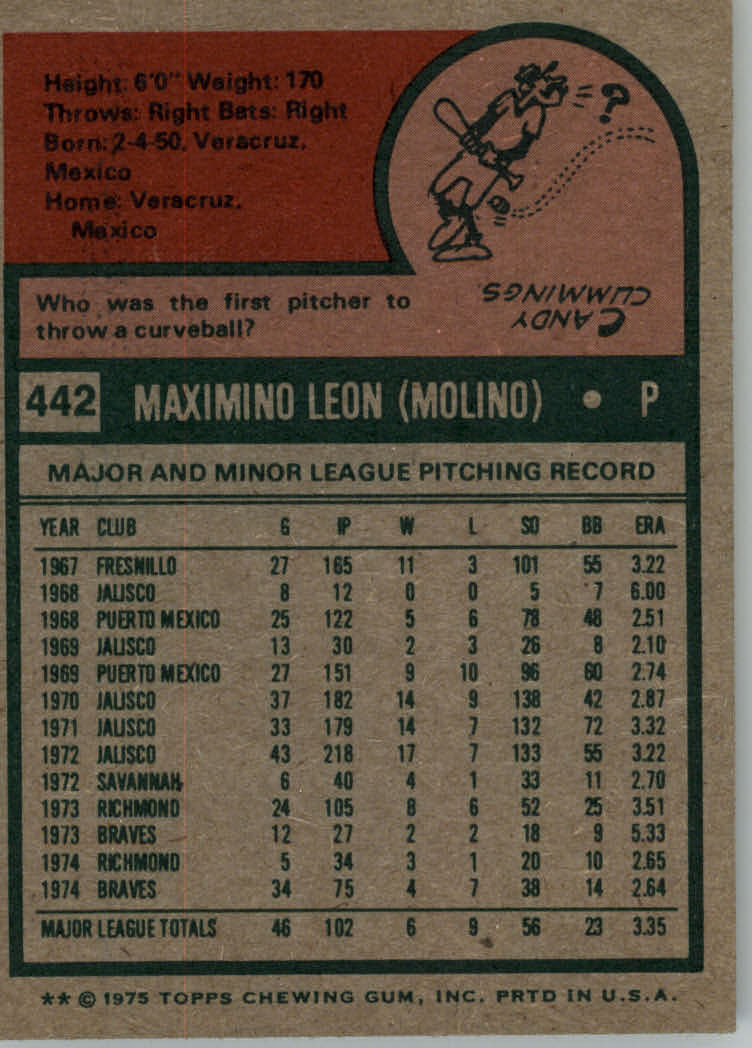 Height: 6'0" Weight: 170
Throws: Right Bats: Right
Born: 2-4-50, Veracruz,
Mexico
Home: Veracruz,
Mexico
?
Who was the first pitcher to
throw a curveball?
CANDY
CUMMINGS
442 MAXIMINO LEON (MOLINO) • P
MAJOR AND MINOR LEAGUE PITCHING RECORD
YEAR CLUB G IP W L SO BB ERA
1967 FRESNILLO 27 165 11 3 101 55 3.22
1968 JALISCO 8 12 0 0 5 7 6.00
1968 PUERTO MEXICO 25 122 5 6 78 48 2.51
1969 JALISCO 13 30 2 3 26 8 2.10
1969 PUERTO MEXICO 27 151 9 10 96 60 2.74
1970 JALISCO 37 182 14 9 138 42 2.87
1971 JALISCO 33 179 14 7 132 72 3.32
1972 JALISCO 43 218 17 7 133 55 3.22
1972 SAVANNAH 6 40 4 1 33 11 2.70
1973 RICHMOND 24 105 8 6 52 25 3.51
1973 BRAVES 12 27 2 2 18 9 5.33
1974 RICHMOND 5 34 3 1 20 10 2.65
1974 BRAVES 34 75 4 7 38 14 2.64
MAJOR LEAGUE TOTALS 46 102 6 9 56 23 3.35
** © 1975 TOPPS CHEWING GUM, INC. PRTD IN U.S.A.